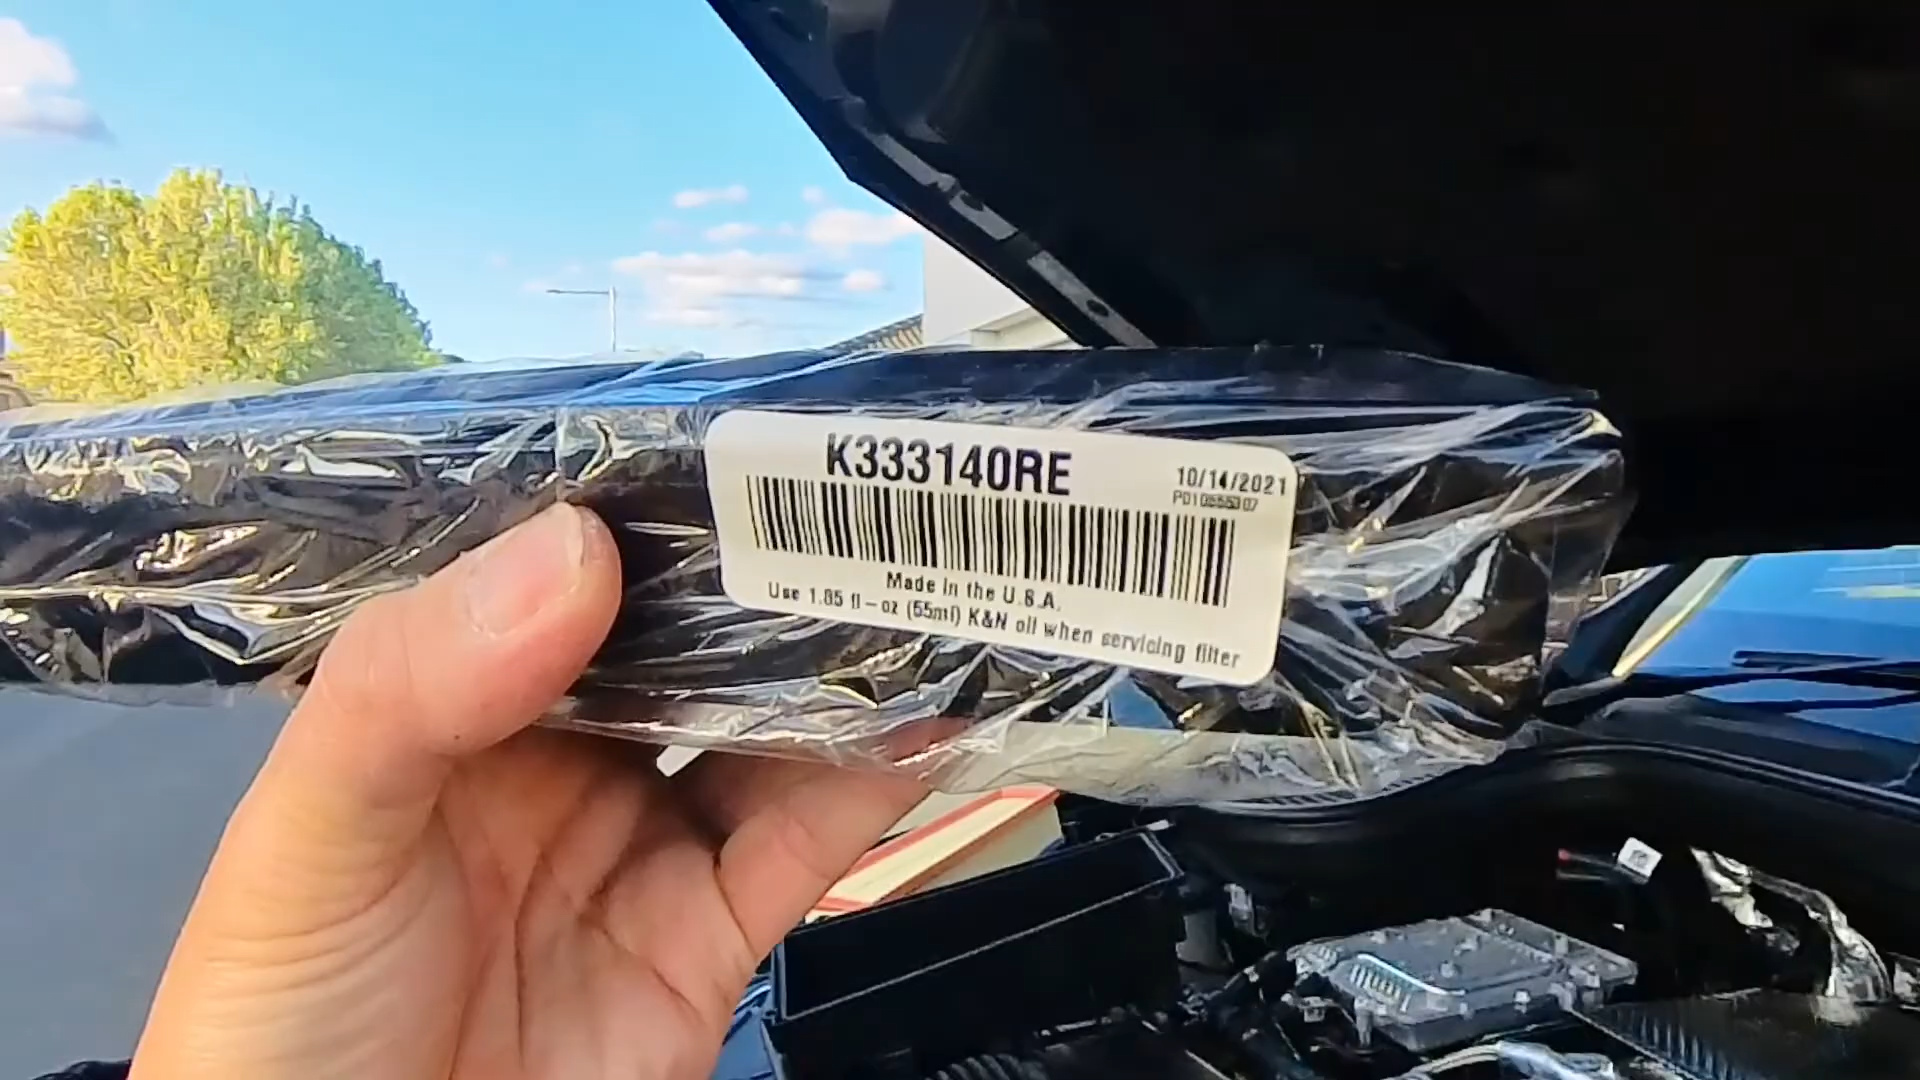 K333140RE
10/14/2021
Made in the U.S.A.
Use 1.85 fl-oz (55ml) K&N oil when servicing filter